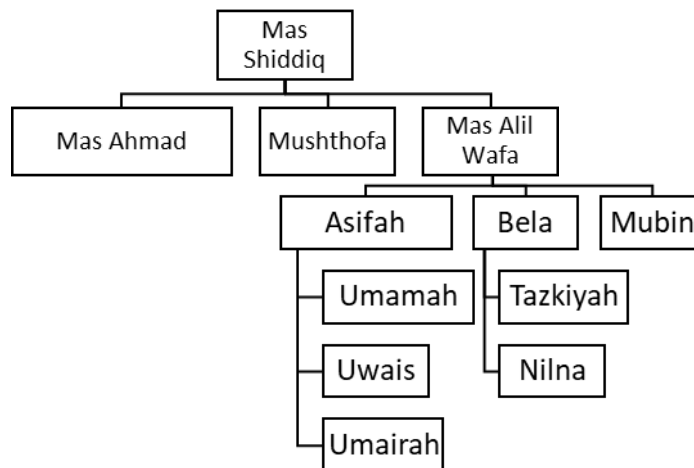 Mas
Shiddiq
Mas Ahmad
Mushthofa
Mas Alil
Wafa
Asifah
Bela
Mubin
Umamah
Tazkiyah
Uwais
Nilna
Umairah